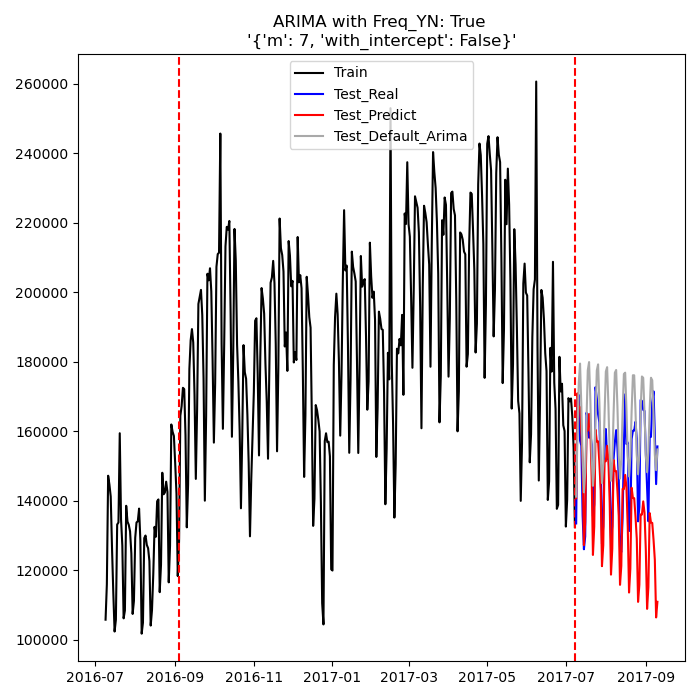 ARIMA with Freq_YN: True
'{'m': 7, 'with_intercept': False}'
Train
Test_Real
Test_Predict
Test_Default_Arima
260000
240000
220000
200000
180000
160000
140000
120000
100000
2016-07
2016-09
2016-11
2017-01
2017-03
2017-05
2017-07
2017-09